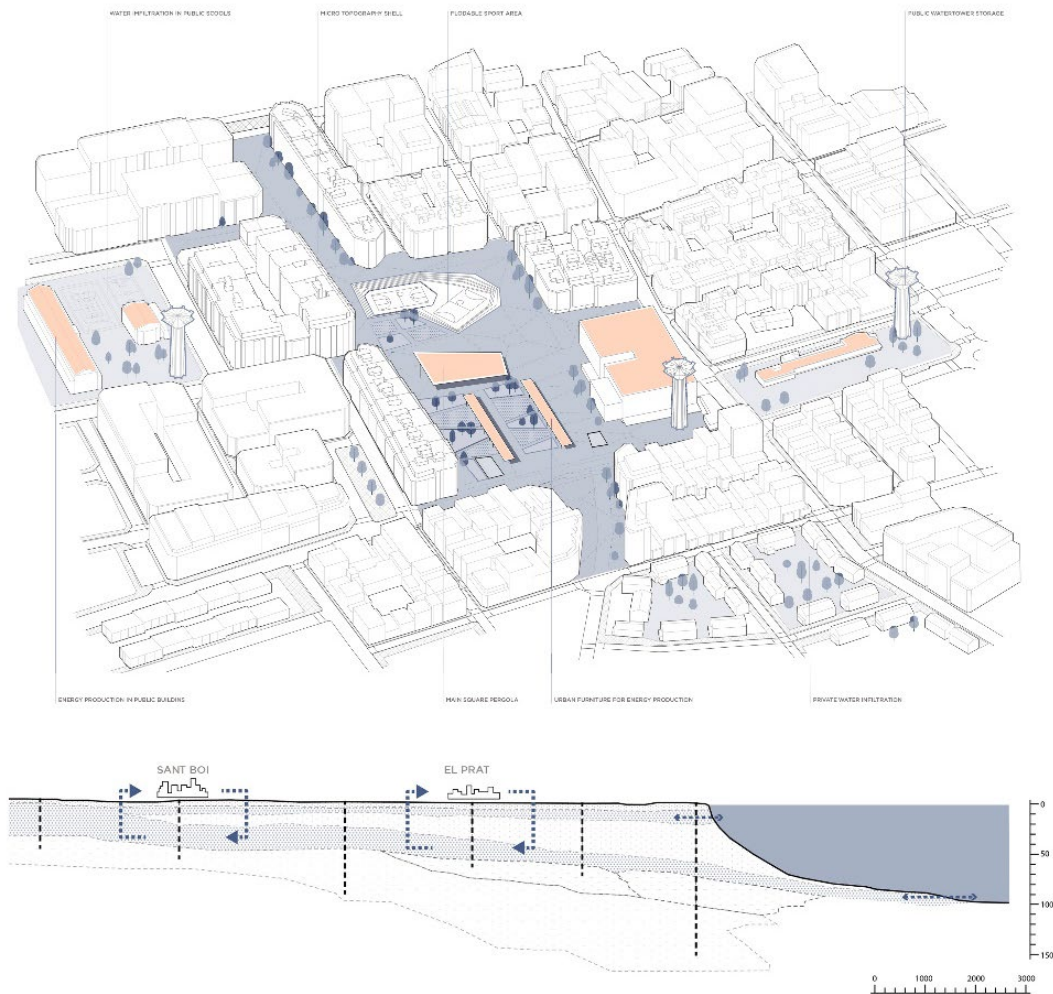 WATER INFILTRATION IN PUBLIC SCOOLS
MICRO TOPOGRAPHY SHELL
FLODABLE SPORT AREA
PUBLIC WATERTOWER STORAGE
ENERGY PRODUCTION IN PUBLIC BUILDING
MAIN SQUARE PERGOLA
URBAN FURNITURE FOR ENERGY PRODUCTION
PRIVATE WATER INFILTRATION
SANT BOI
EL PRAT
0
50
100
150
0 1000 2000 3000